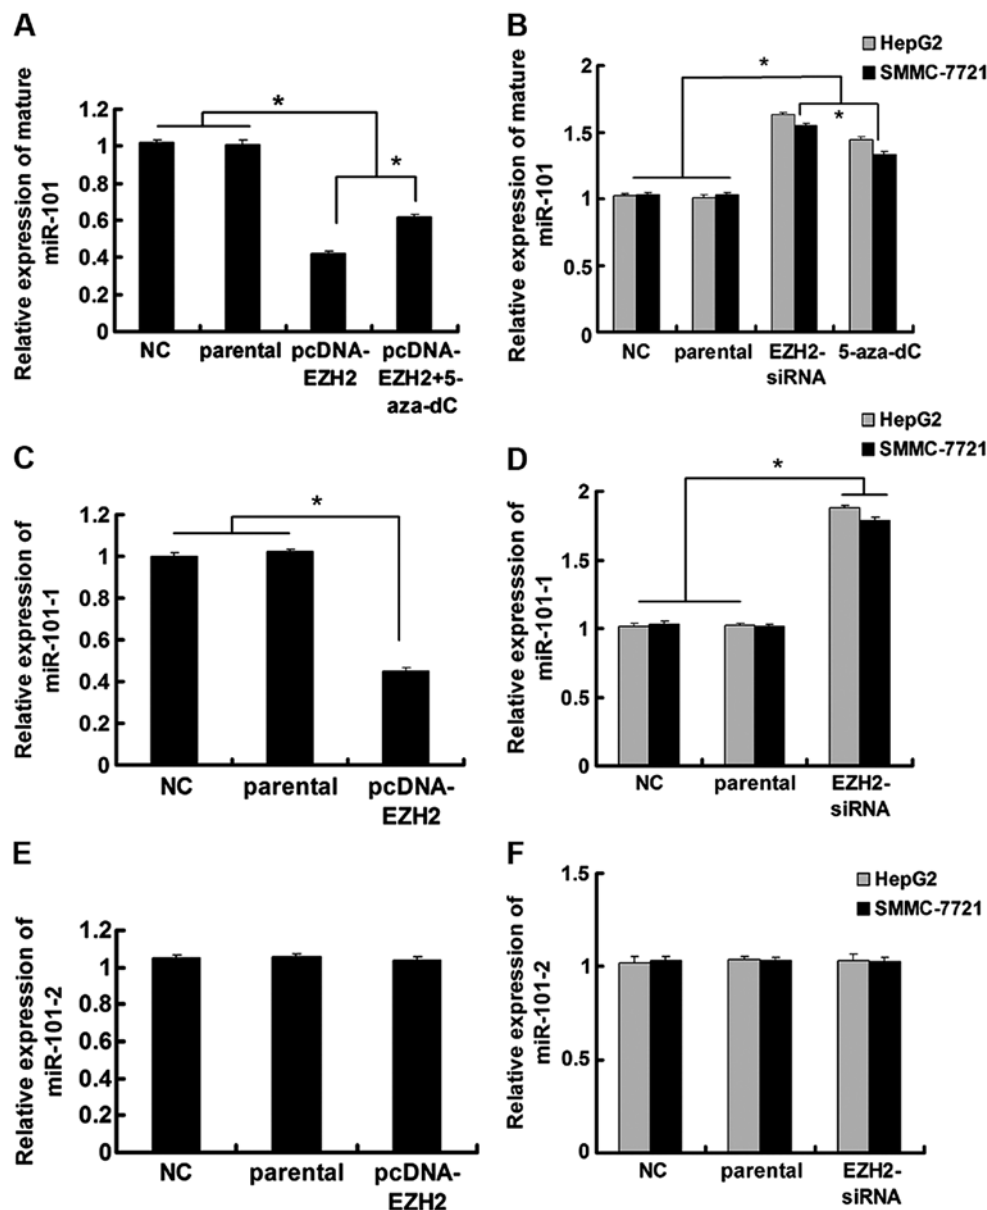 A
Relative expression of mature
miR-101
1.2
1
0.8
0.6
0.4
0.2
0
*
*
NC
parental
pcDNA-
EZH2
pcDNA-
EZH2+5-
aza-dC
B
HepG2
SMMC-7721
Relative expression of mature
miR-101
2
1.5
1
0.5
0
*
*
NC
parental
EZH2-
siRNA
5-aza-dC
C
Relative expresssion of
miR-101-1
1.2
1
0.8
0.6
0.4
0.2
0
*
NC
parental
pcDNA-
EZH2
D
HepG2
SMMC-7721
Relative expression of
miR-101-1
2
1.5
1
0.5
0
*
NC
parental
EZH2-
siRNA
E
Relative expression of
miR-101-2
1.2
1
0.8
0.6
0.4
0.2
0
NC
parental
pcDNA-
EZH2
F
HepG2
SMMC-7721
Relative expression of
miR-101-2
1.5
1
0.5
0
NC
parental
EZH2-
siRNA